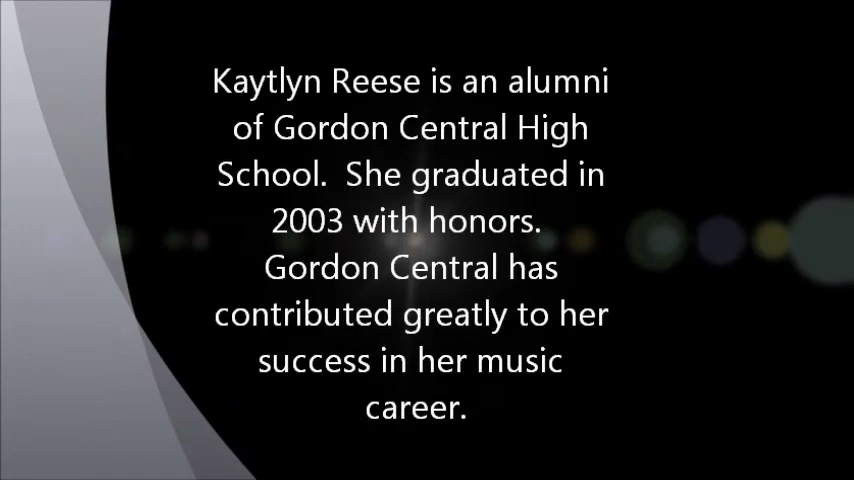 Kaytlyn Reese is an alumni
of Gordon Central High
School.  She graduated in
2003 with honors.
Gordon Central has
contributed greatly to her
success in her music
career.